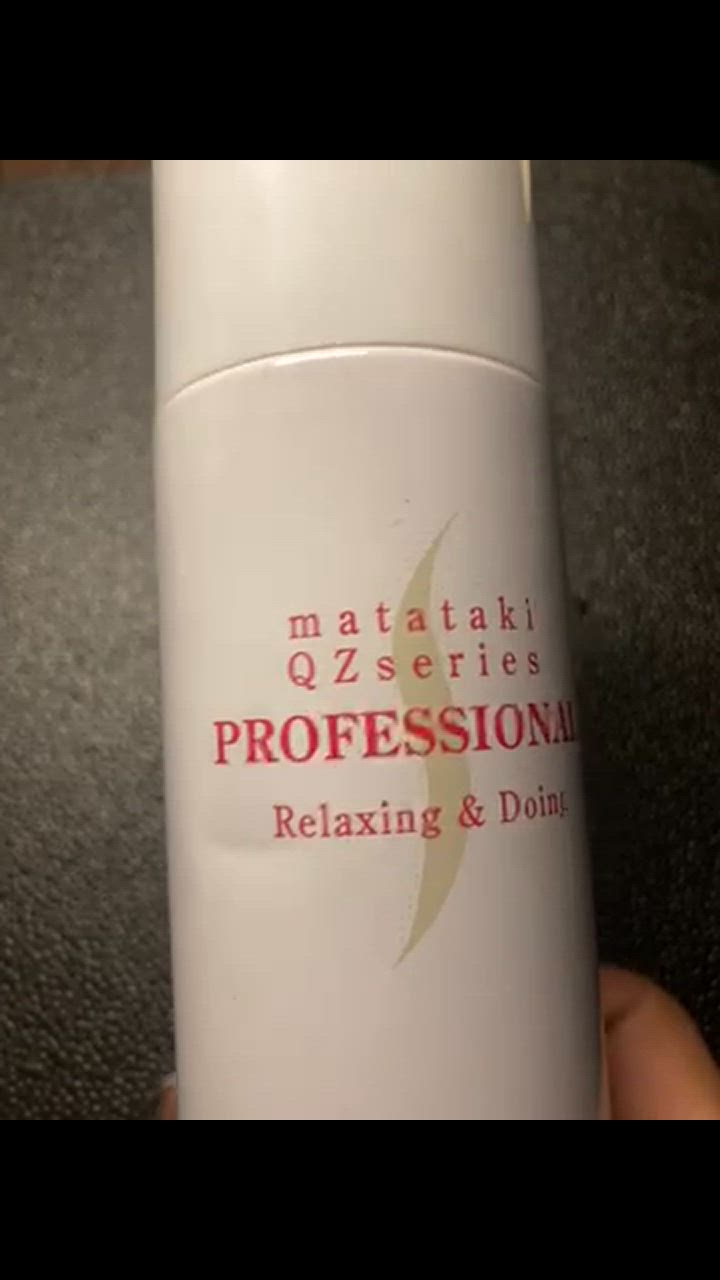 matataki
QZseries
PROFESSIONAL
Relaxing & Doing